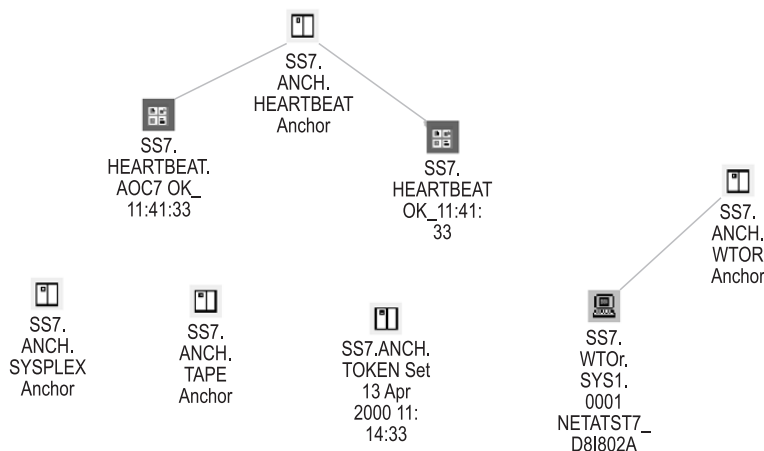 SS7.
ANCH.
HEARTBEAT
Anchor
SS7.
HEARTBEAT.
AOC7 OK_
11:41:33
SS7.
HEARTBEAT
OK_11:41:
33
SS7.
ANCH.
WTOR
Anchor
SS7.
ANCH.
SYSPLEX
Anchor
SS7.
ANCH.
TAPE
Anchor
SS7.ANCH.
TOKEN Set
13 Apr
2000 11:
14:33
SS7.
WTOr.
SYS1.
0001
NETATST7_
D8I802A